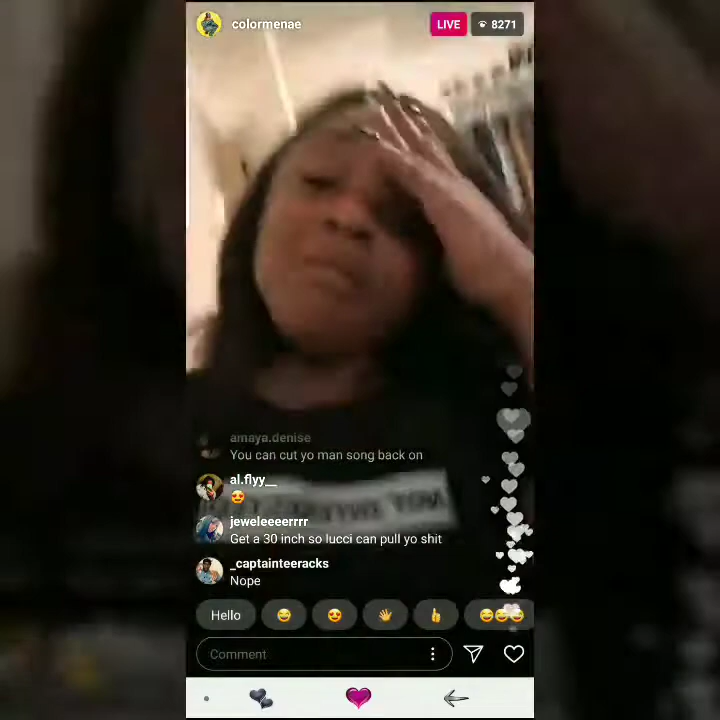 colormenae
LIVE
8271
amaya.denise
You can cut yo man song back on
al.flyy__
😍
jeweleeeerrrr
Get a 30 inch so lucci can pull yo shit
_captainteeracks
Nope
Hello
😂
😍
👋
👍
😂😂😂
Comment